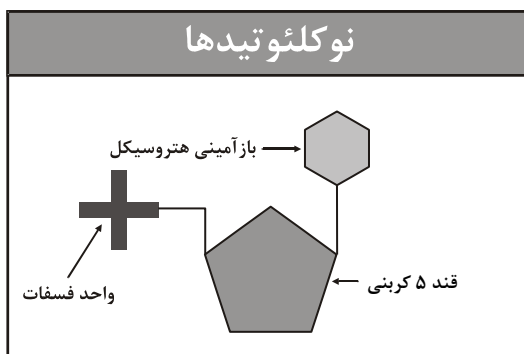 نوکلئوتیدها
بازآمینی هتروسیکل
قند ۵ کربنی
واحد فسفات